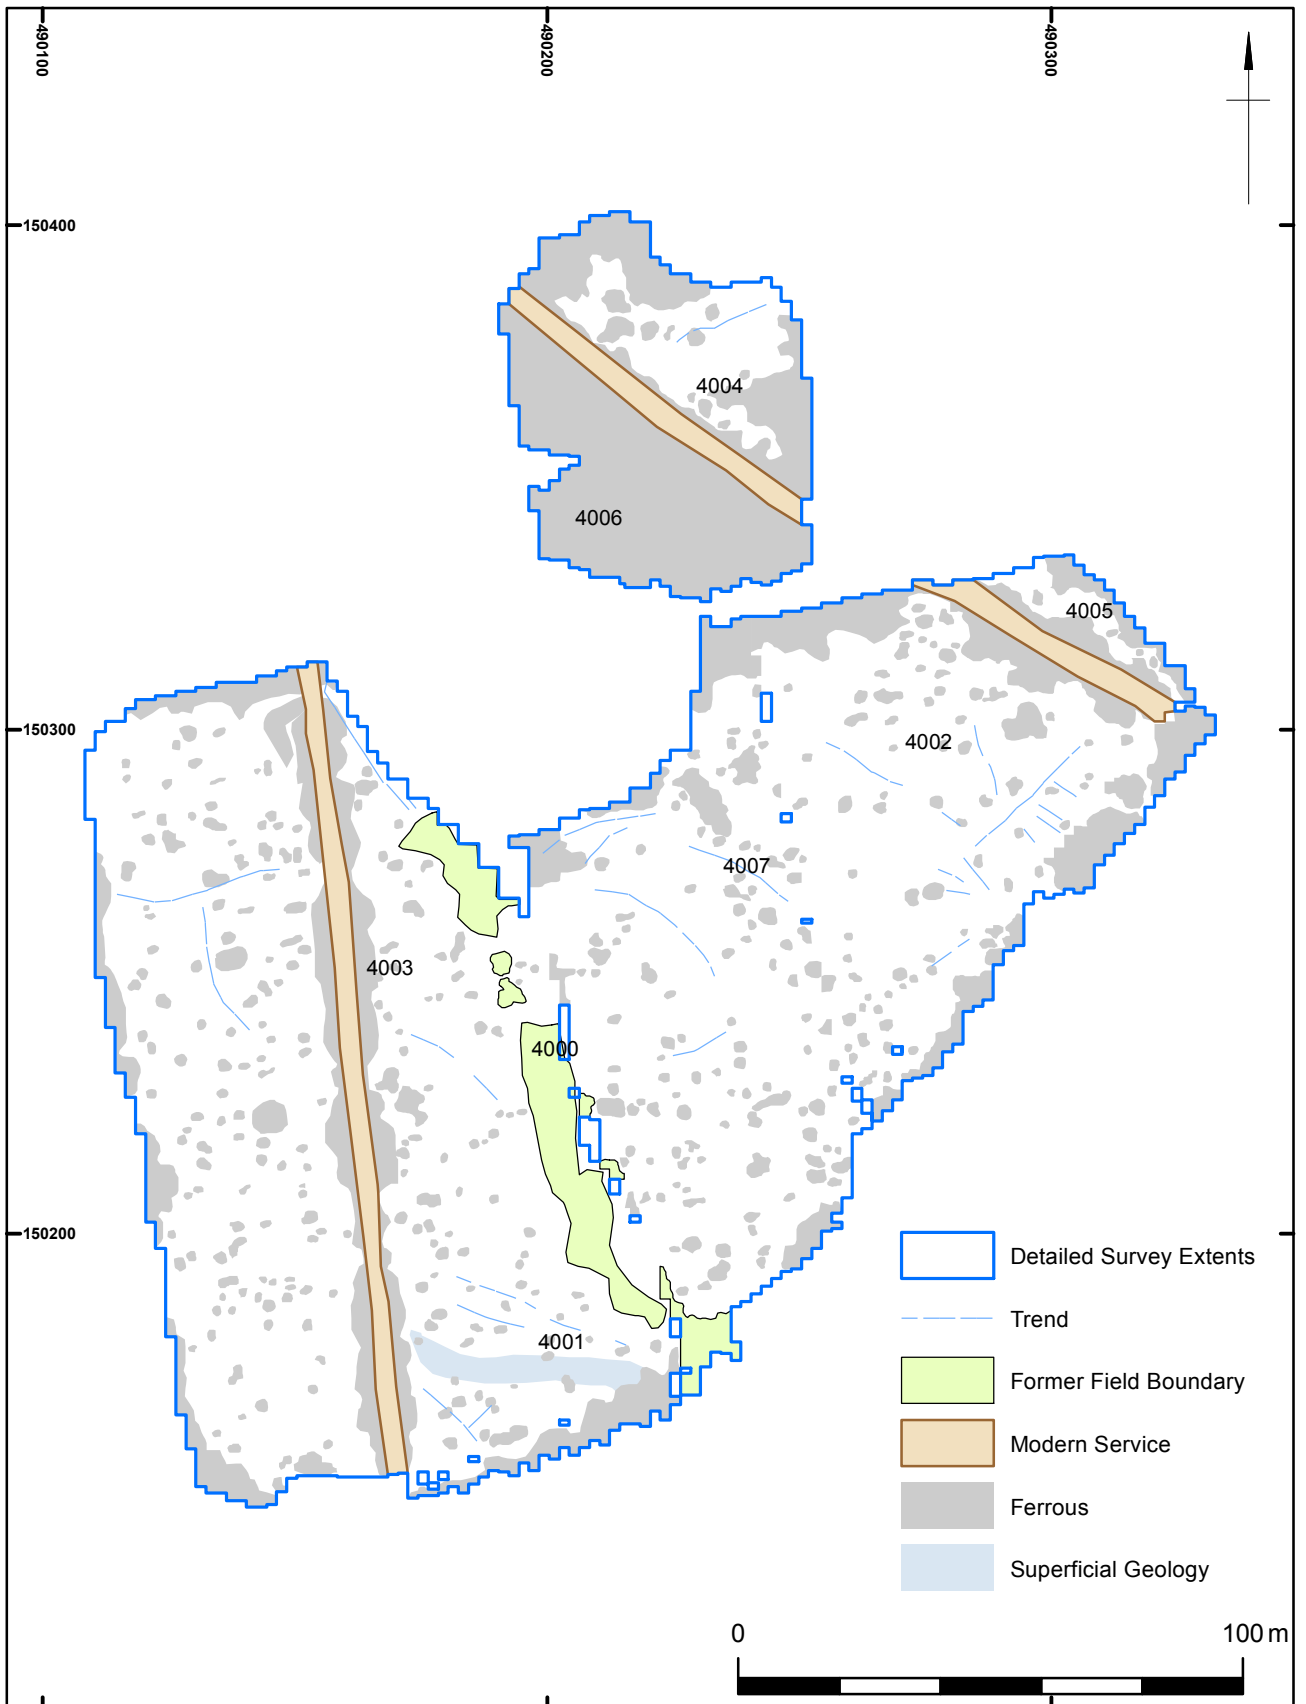 490100
490200
490300
150400
4004
4006
4005
150300
4002
4007
4003
4000
150200
4001
Detailed Survey Extents
Trend
Former Field Boundary
Modern Service
Ferrous
Superficial Geology
0
100 m